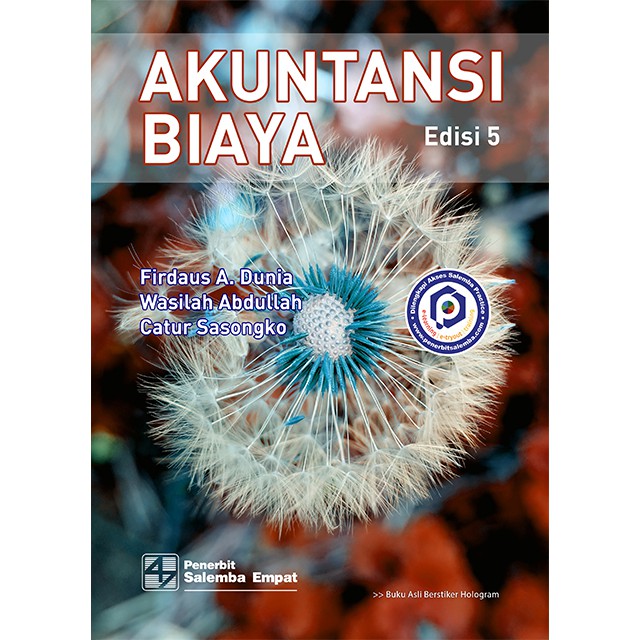 AKUNTANSI
BIAYA
Edisi 5
Firdaus A. Dunia
Wasilah Abdullah
Catur Sasongko
• Dilengkapi Akses Salemba Practice •
www.penerbitsalemba.com
Penerbit
Salemba Empat
>> Buku Asli Berstiker Hologram